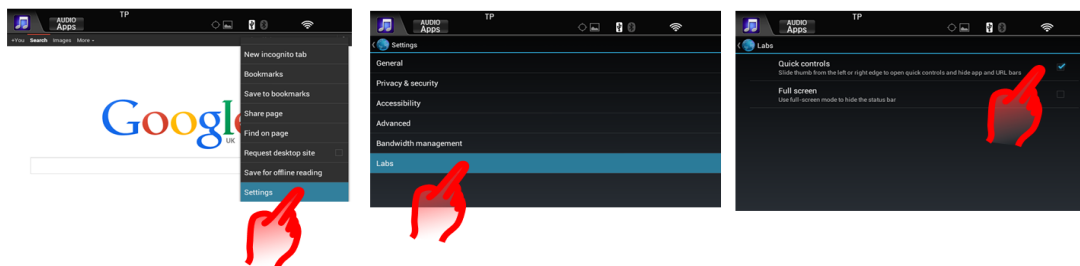 TP
AUDIO
Apps
+You Search Images More
New incognito tab
Bookmarks
Save to bookmarks
Share page
Find on page
Request desktop site
Save for offline reading
Settings
Google
UK
TP
AUDIO
Apps
Settings
General
Privacy & security
Accessibility
Advanced
Bandwidth management
Labs
TP
AUDIO
Apps
Labs
Quick controls
Slide thumb from the left or right edge to open quick controls and hide app and URL bars
Full screen
Use full-screen mode to hide the status bar